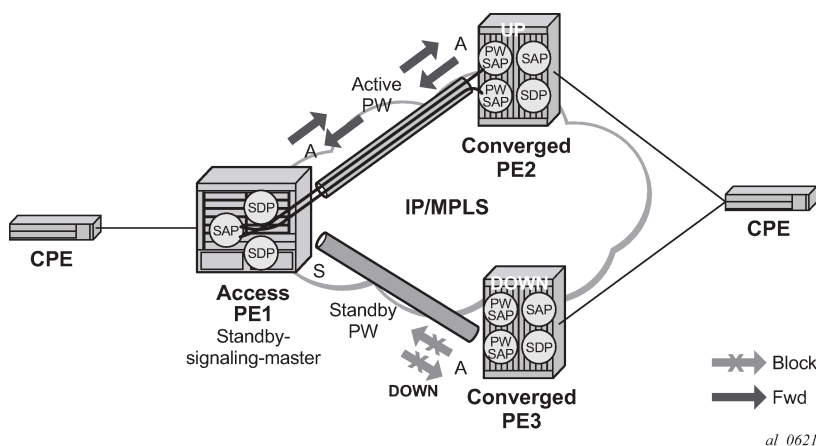 UP
A
PW
SAP
SAP
PW
SAP
SDP
Active
PW
A
Converged
PE2
SDP
SAP
SDP
IP/MPLS
CPE
CPE
S
Access
PE1
Standby-
signaling-master
Standby
PW
DOWN
PW
SAP
SAP
PW
SAP
SDP
A
DOWN
Converged
PE3
Block
Fwd
al_0621